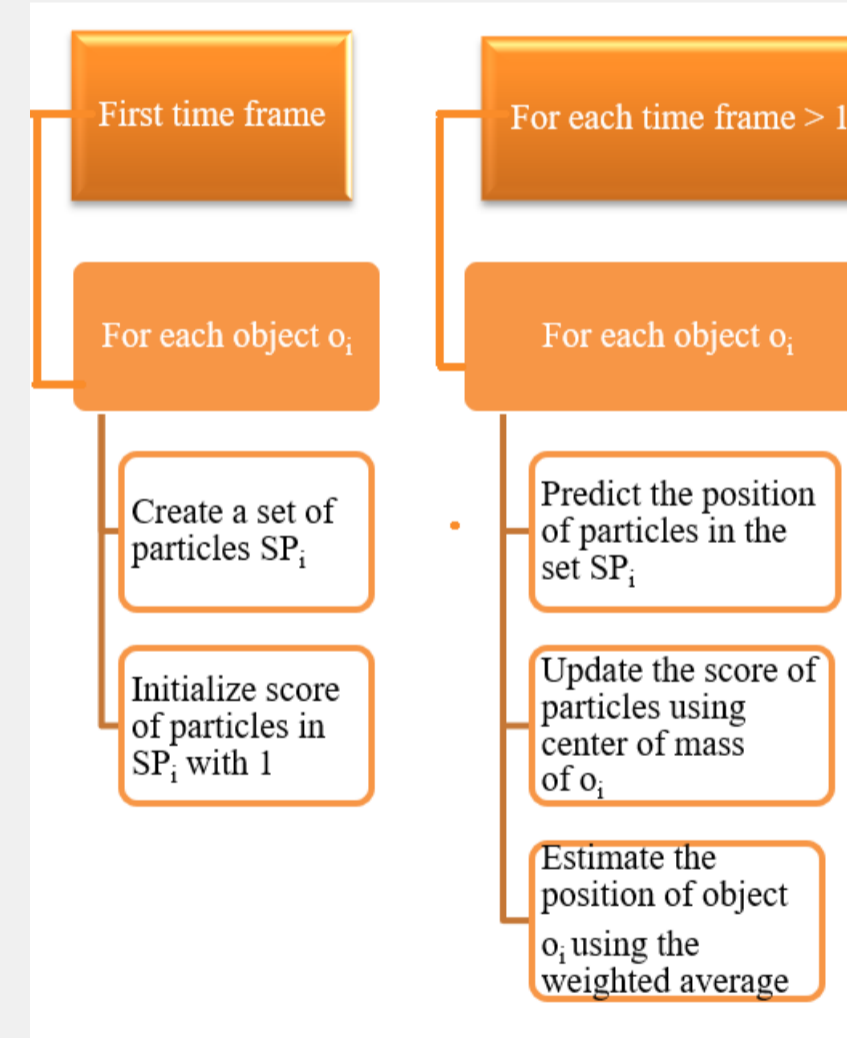 First time frame
For each object oᵢ
Create a set of
particles SPᵢ
Initialize score
of particles in
SPᵢ with 1
For each time frame > 1
For each object oᵢ
Predict the position
of particles in the
set SPᵢ
Update the score of
particles using
center of mass
of oᵢ
Estimate the
position of object
oᵢ using the
weighted average